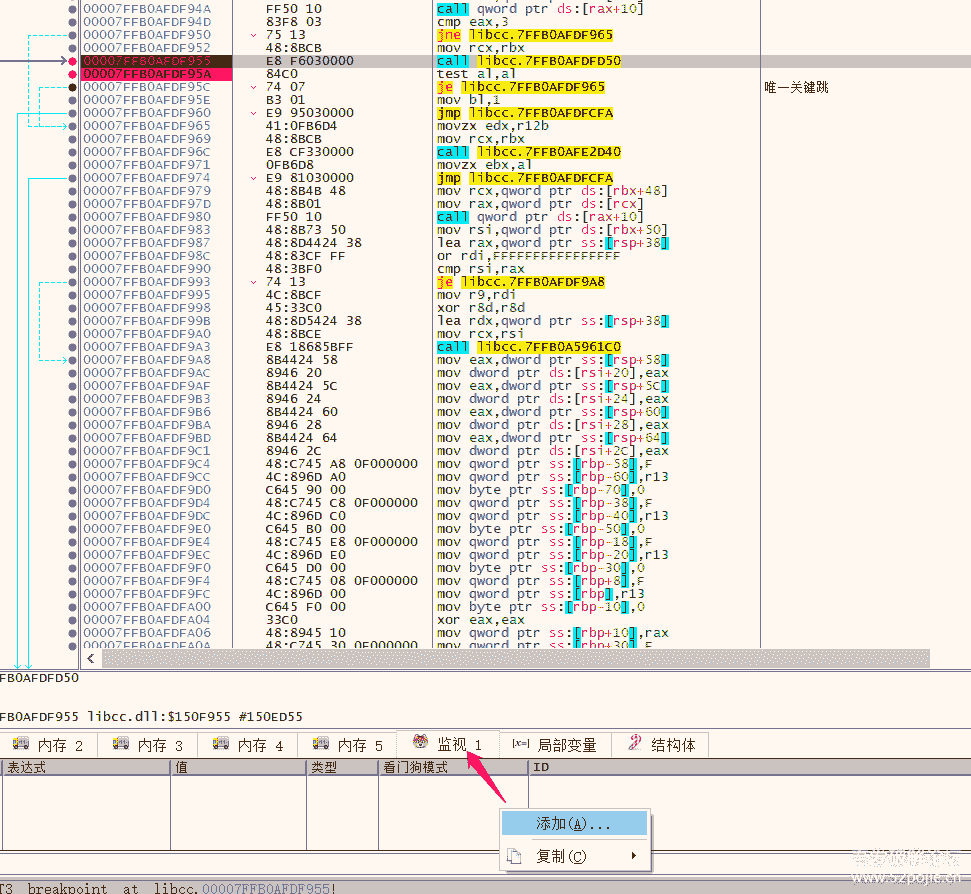 00007FFB0AFDF94A FF50 10 call qword ptr ds:[rax+10]
00007FFB0AFDF94D 83F8 03 cmp eax,3
00007FFB0AFDF950 75 13 jne libcc.7FFB0AFDF965
00007FFB0AFDF952 48:8BCB mov rcx,rbx
00007FFB0AFDF955 E8 F6030000 call libcc.7FFB0AFDFD50
00007FFB0AFDF95A 84C0 test al,al
00007FFB0AFDF95C 74 07 je libcc.7FFB0AFDF965 唯一关键跳
00007FFB0AFDF95E B3 01 mov bl,1
00007FFB0AFDF960 E9 95030000 jmp libcc.7FFB0AFDFCFA
00007FFB0AFDF965 41:0FB6D4 movzx edx,r12b
00007FFB0AFDF969 48:8BCB mov rcx,rbx
00007FFB0AFDF96C E8 CF330000 call libcc.7FFB0AFE2D40
00007FFB0AFDF971 0FB6D8 movzx ebx,al
00007FFB0AFDF974 E9 81030000 jmp libcc.7FFB0AFDFCFA
00007FFB0AFDF979 48:8B4B 48 mov rcx,qword ptr ds:[rbx+48]
00007FFB0AFDF97D 48:8B01 mov rax,qword ptr ds:[rcx]
00007FFB0AFDF980 FF50 10 call qword ptr ds:[rax+10]
00007FFB0AFDF983 48:8B73 50 mov rsi,qword ptr ds:[rbx+50]
00007FFB0AFDF987 48:8D4424 38 lea rax,qword ptr ss:[rsp+38]
00007FFB0AFDF98C 48:83CF FF or rdi,FFFFFFFFFFFFFFFF
00007FFB0AFDF990 48:3BF0 cmp rsi,rax
00007FFB0AFDF993 74 13 je libcc.7FFB0AFDF9A8
00007FFB0AFDF995 4C:8BCF mov r9,rdi
00007FFB0AFDF998 45:33C0 xor r8d,r8d
00007FFB0AFDF99B 48:8D5424 38 lea rdx,qword ptr ss:[rsp+38]
00007FFB0AFDF9A0 48:8BCE mov rcx,rsi
00007FFB0AFDF9A3 E8 18685BFF call libcc.7FFB0A5961C0
00007FFB0AFDF9A8 8B4424 58 mov eax,dword ptr ss:[rsp+58]
00007FFB0AFDF9AC 8946 20 mov dword ptr ds:[rsi+20],eax
00007FFB0AFDF9AF 8B4424 5C mov eax,dword ptr ss:[rsp+5C]
00007FFB0AFDF9B3 8946 24 mov dword ptr ds:[rsi+24],eax
00007FFB0AFDF9B6 8B4424 60 mov eax,dword ptr ss:[rsp+60]
00007FFB0AFDF9BA 8946 28 mov dword ptr ds:[rsi+28],eax
00007FFB0AFDF9BD 8B4424 64 mov eax,dword ptr ss:[rsp+64]
00007FFB0AFDF9C1 8946 2C mov dword ptr ds:[rsi+2C],eax
00007FFB0AFDF9C4 48:C745 A8 0F000000 mov qword ptr ss:[rbp-58],F
00007FFB0AFDF9CC 4C:896D A0 mov qword ptr ss:[rbp-60],r13
00007FFB0AFDF9D0 C645 90 00 mov byte ptr ss:[rbp-70],0
00007FFB0AFDF9D4 48:C745 C8 0F000000 mov qword ptr ss:[rbp-38],F
00007FFB0AFDF9DC 4C:896D C0 mov qword ptr ss:[rbp-40],r13
00007FFB0AFDF9E0 C645 B0 00 mov byte ptr ss:[rbp-50],0
00007FFB0AFDF9E4 48:C745 E8 0F000000 mov qword ptr ss:[rbp-18],F
00007FFB0AFDF9EC 4C:896D E0 mov qword ptr ss:[rbp-20],r13
00007FFB0AFDF9F0 C645 D0 00 mov byte ptr ss:[rbp-30],0
00007FFB0AFDF9F4 48:C745 08 0F000000 mov qword ptr ss:[rbp+8],F
00007FFB0AFDF9FC 4C:896D 00 mov qword ptr ss:[rbp],r13
00007FFB0AFDFA00 C645 F0 00 mov byte ptr ss:[rbp-10],0
00007FFB0AFDFA04 33C0 xor eax,eax
00007FFB0AFDFA06 48:8945 10 mov qword ptr ss:[rbp+10],rax
00007FFB0AFDFA0A 48:C745 30 0F000000 mov qword ptr ss:[rbp+30],F
FB0AFDFD50
FB0AFDF955 libcc.dll:$150F955 #150ED55
内存 2 内存 3 内存 4 内存 5 监视 1 [x=] 局部变量 结构体
表达式 值 类型 看门狗模式 ID
添加(A)...
复制(C)
www.52pojie.cn
T3 breakpoint at libcc.00007FFB0AFDF955!